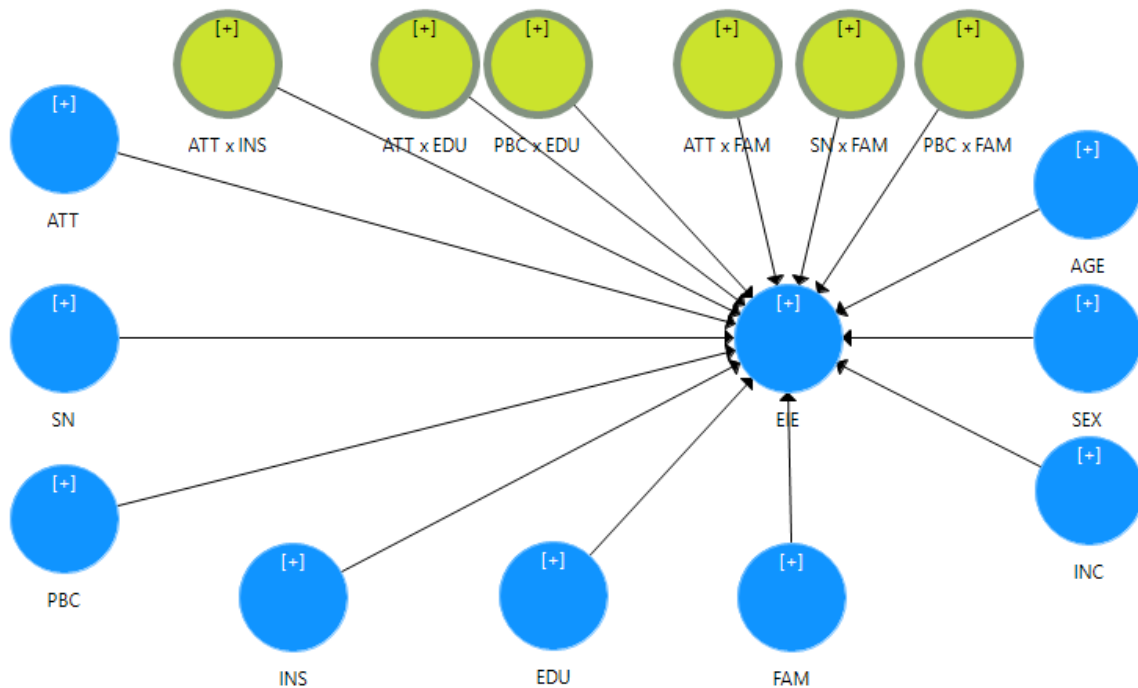 [+] [+] [+] [+] [+] [+]
ATT x INS ATT x EDU PBC x EDU ATT x FAM SN x FAM PBC x FAM
[+]
ATT
[+]
AGE
[+]
SN
[+]
EIE
[+]
SEX
[+]
PBC
[+]
INC
[+]
INS
[+]
EDU
[+]
FAM